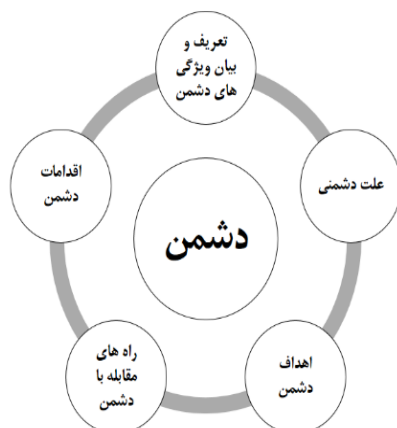 تعریف و
بیان ویژگی
های دشمن
علت دشمنی
اقدامات
دشمن
دشمن
راه های
مقابله با
دشمن
اهداف
دشمن